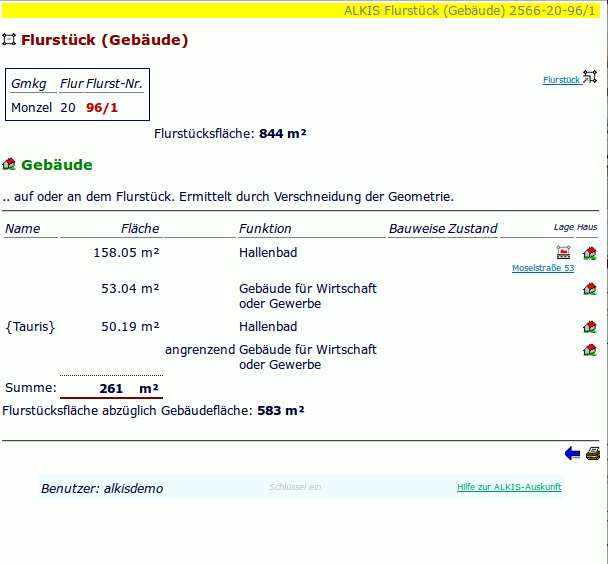 ALKIS Flurstück (Gebäude) 2566-20-96/1
Flurstück (Gebäude)
Gmkg Flur Flurst-Nr.
Flurstück
Monzel 20 96/1
Flurstücksfläche: 844 m²
Gebäude
.. auf oder an dem Flurstück. Ermittelt durch Verschneidung der Geometrie.
Name Fläche Funktion Bauweise Zustand Lage Haus
158.05 m² Hallenbad
Moselstraße 53
53.04 m² Gebäude für Wirtschaft
oder Gewerbe
{Tauris} 50.19 m² Hallenbad
angrenzend Gebäude für Wirtschaft
oder Gewerbe
Summe: 261 m²
Flurstücksfläche abzüglich Gebäudefläche: 583 m²
Benutzer: alkisdemo Schlüssel ein Hilfe zur ALKIS-Auskunft